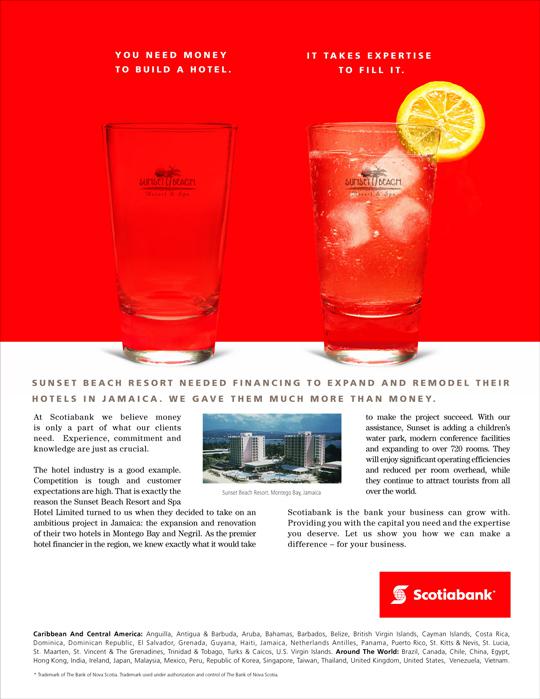 YOU NEED MONEY
TO BUILD A HOTEL.
IT TAKES EXPERTISE
TO FILL IT.
SUNSET BEACH
Resort & Spa
SUNSET BEACH
Resort & Spa
SUNSET BEACH RESORT NEEDED FINANCING TO EXPAND AND REMODEL THEIR
HOTELS IN JAMAICA. WE GAVE THEM MUCH MORE THAN MONEY.
At Scotiabank we believe money
is only a part of what our clients
need. Experience, commitment and
knowledge are just as crucial.
The hotel industry is a good example.
Competition is tough and customer
expectations are high. That is exactly the
reason the Sunset Beach Resort and Spa
Hotel Limited turned to us when they decided to take on an
ambitious project in Jamaica: the expansion and renovation
of their two hotels in Montego Bay and Negril. As the premier
hotel financier in the region, we knew exactly what it would take
Sunset Beach Resort, Montego Bay, Jamaica
to make the project succeed. With our
assistance, Sunset is adding a children's
water park, modern conference facilities
and expanding to over 720 rooms. They
will enjoy significant operating efficiencies
and reduced per room overhead, while
they continue to attract tourists from all
over the world.
Scotiabank is the bank your business can grow with.
Providing you with the capital you need and the expertise
you deserve. Let us show you how we can make a
difference – for your business.
Scotiabank*
Caribbean And Central America: Anguilla, Antigua & Barbuda, Aruba, Bahamas, Barbados, Belize, British Virgin Islands, Cayman Islands, Costa Rica,
Dominica, Dominican Republic, El Salvador, Grenada, Guyana, Haiti, Jamaica, Netherlands Antilles, Panama, Puerto Rico, St. Kitts & Nevis, St. Lucia,
St. Maarten, St. Vincent & The Grenadines, Trinidad & Tobago, Turks & Caicos, U.S. Virgin Islands. Around The World: Brazil, Canada, Chile, China, Egypt,
Hong Kong, India, Ireland, Japan, Malaysia, Mexico, Peru, Republic of Korea, Singapore, Taiwan, Thailand, United Kingdom, United States, Venezuela, Vietnam.
* Trademark of The Bank of Nova Scotia. Trademark used under authorization and control of The Bank of Nova Scotia.